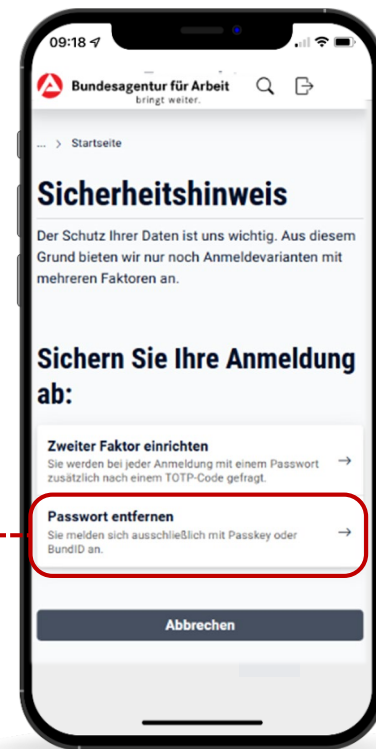 09:18
Bundesagentur für Arbeit
bringt weiter.
... > Startseite
Sicherheitshinweis
Der Schutz Ihrer Daten ist uns wichtig. Aus diesem
Grund bieten wir nur noch Anmeldevarianten mit
mehreren Faktoren an.
Sichern Sie Ihre Anmeldung
ab:
Zweiter Faktor einrichten
Sie werden bei jeder Anmeldung mit einem Passwort
zusätzlich nach einem TOTP-Code gefragt.
Passwort entfernen
Sie melden sich ausschließlich mit Passkey oder
BundID an.
Abbrechen